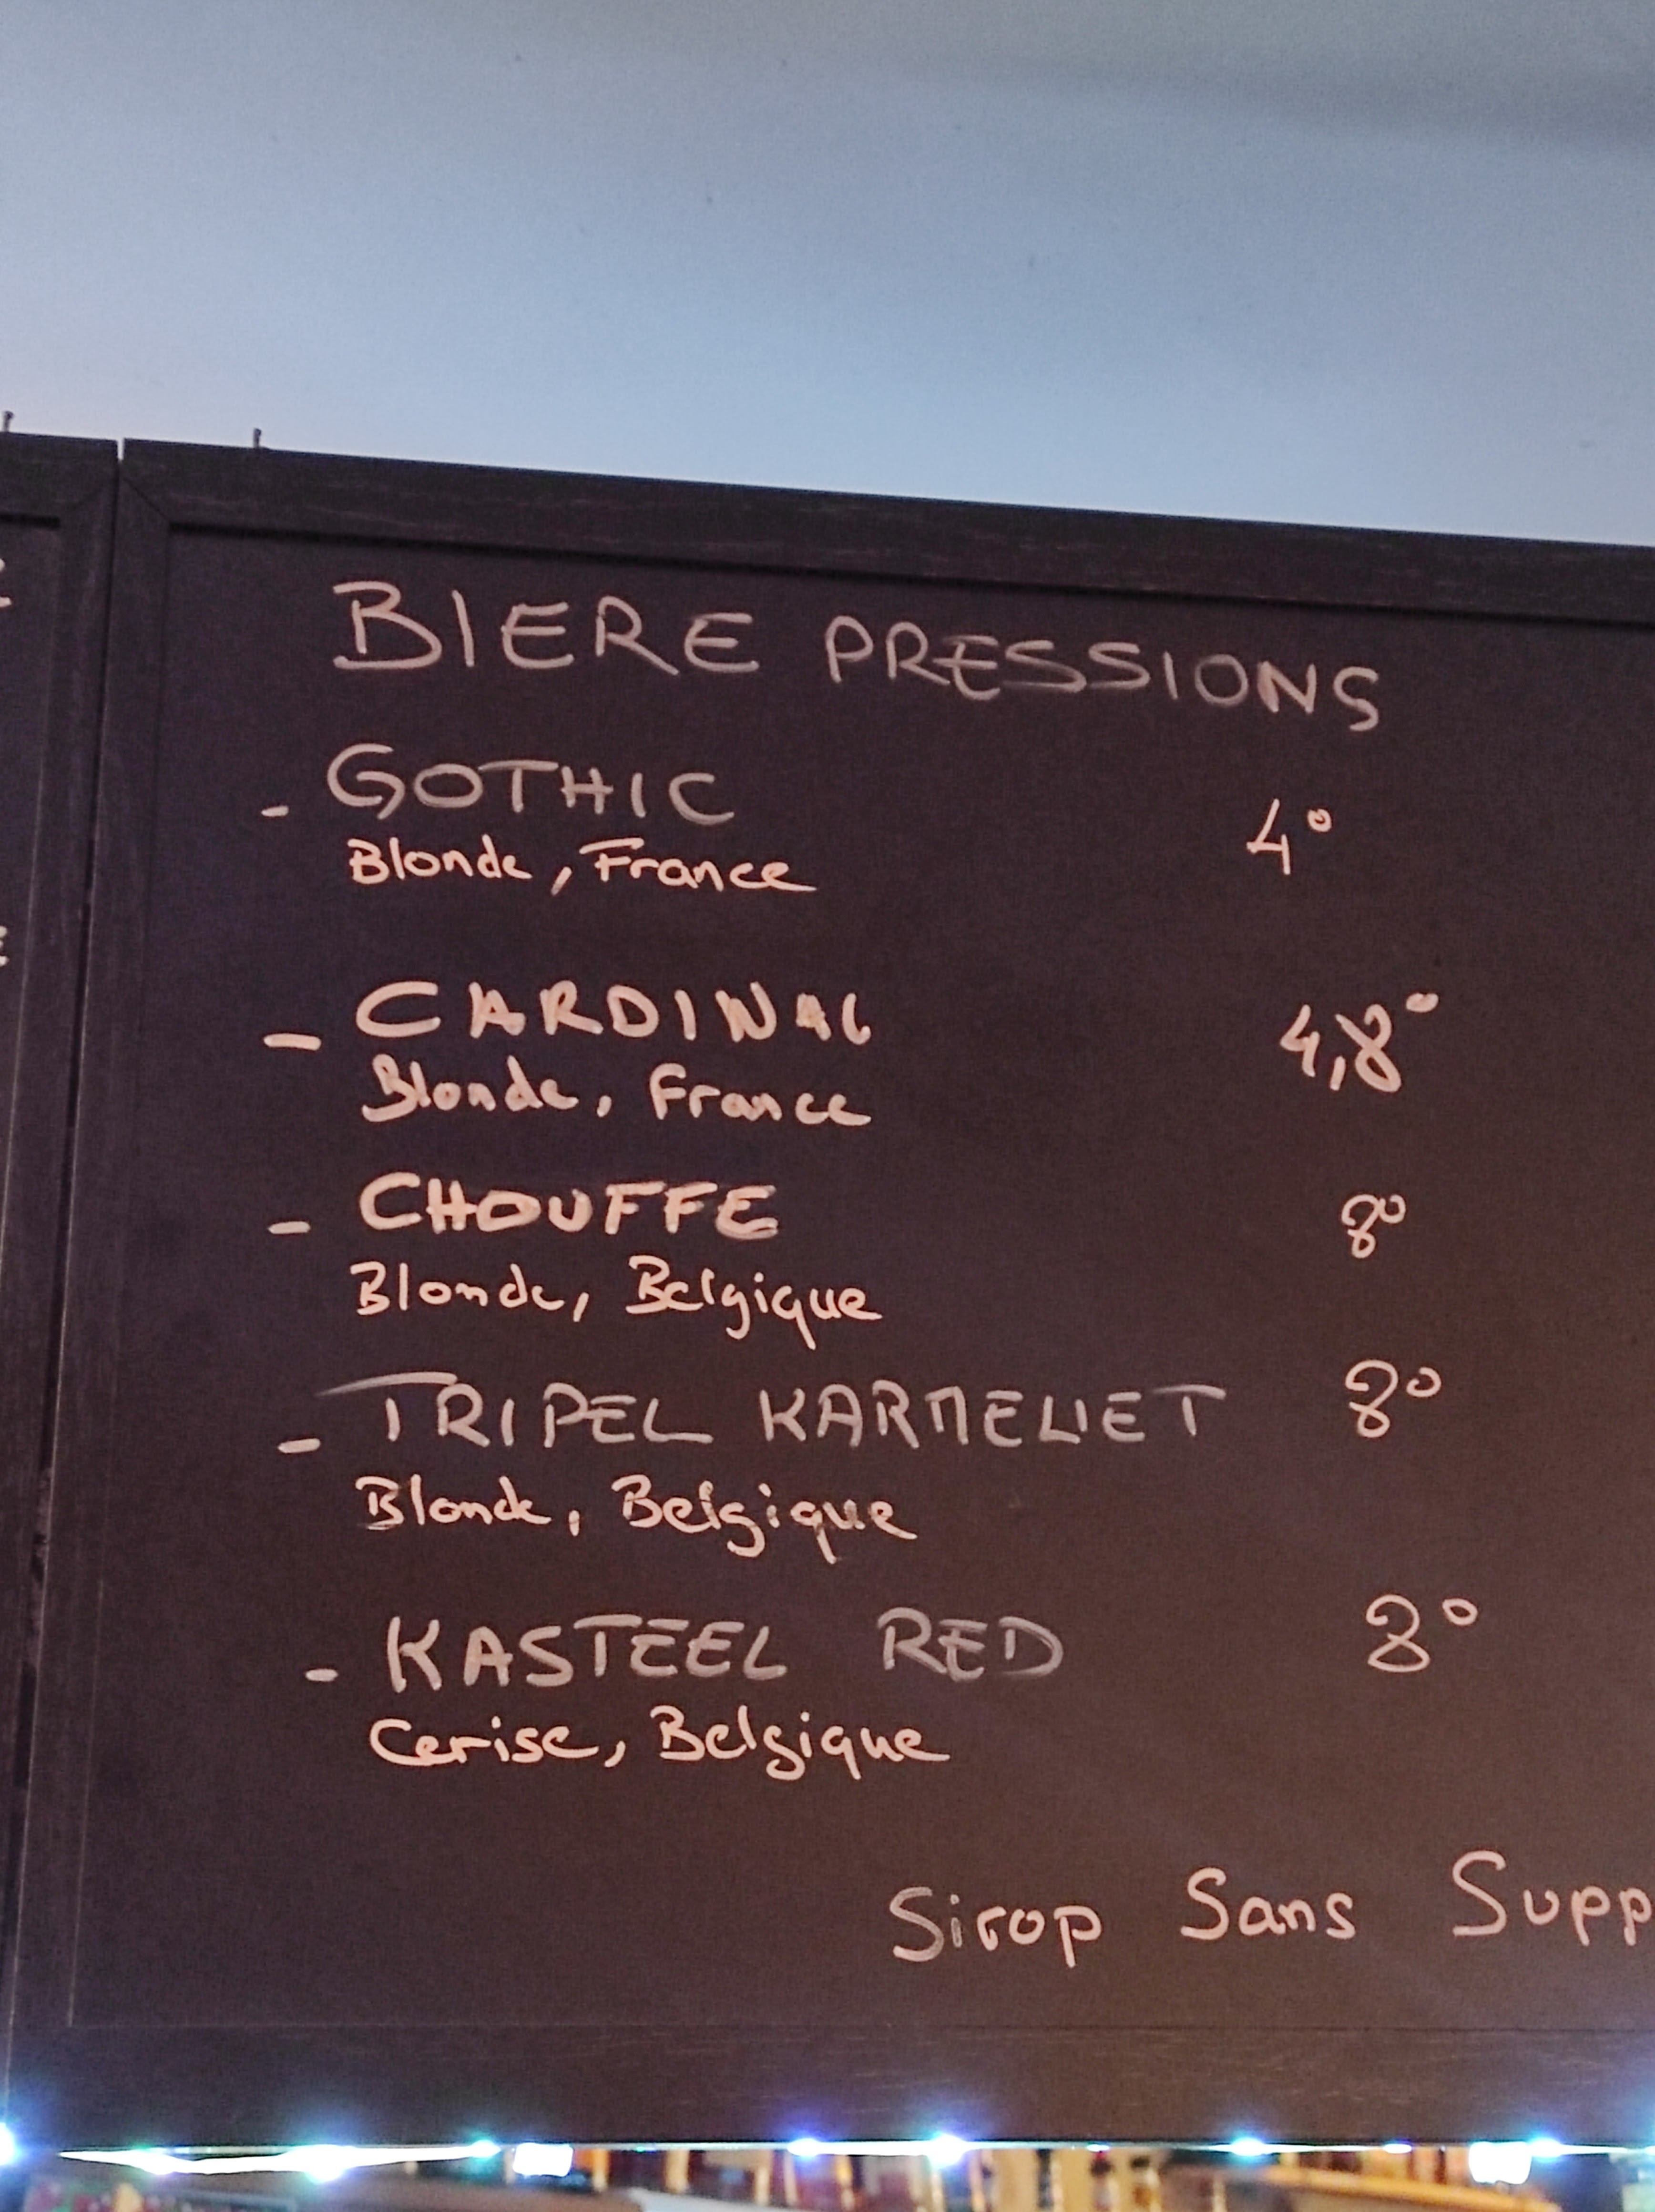 BIERE PRESSIONS
- GOTHIC 4°
Blonde, France
- CARDINAL 4,8°
Blonde, France
- CHOUFFE 8°
Blonde, Belgique
- TRIPEL KARMELIET 8°
Blonde, Belgique
- KASTEEL RED 8°
Cerise, Belgique
Sirop Sans Supp